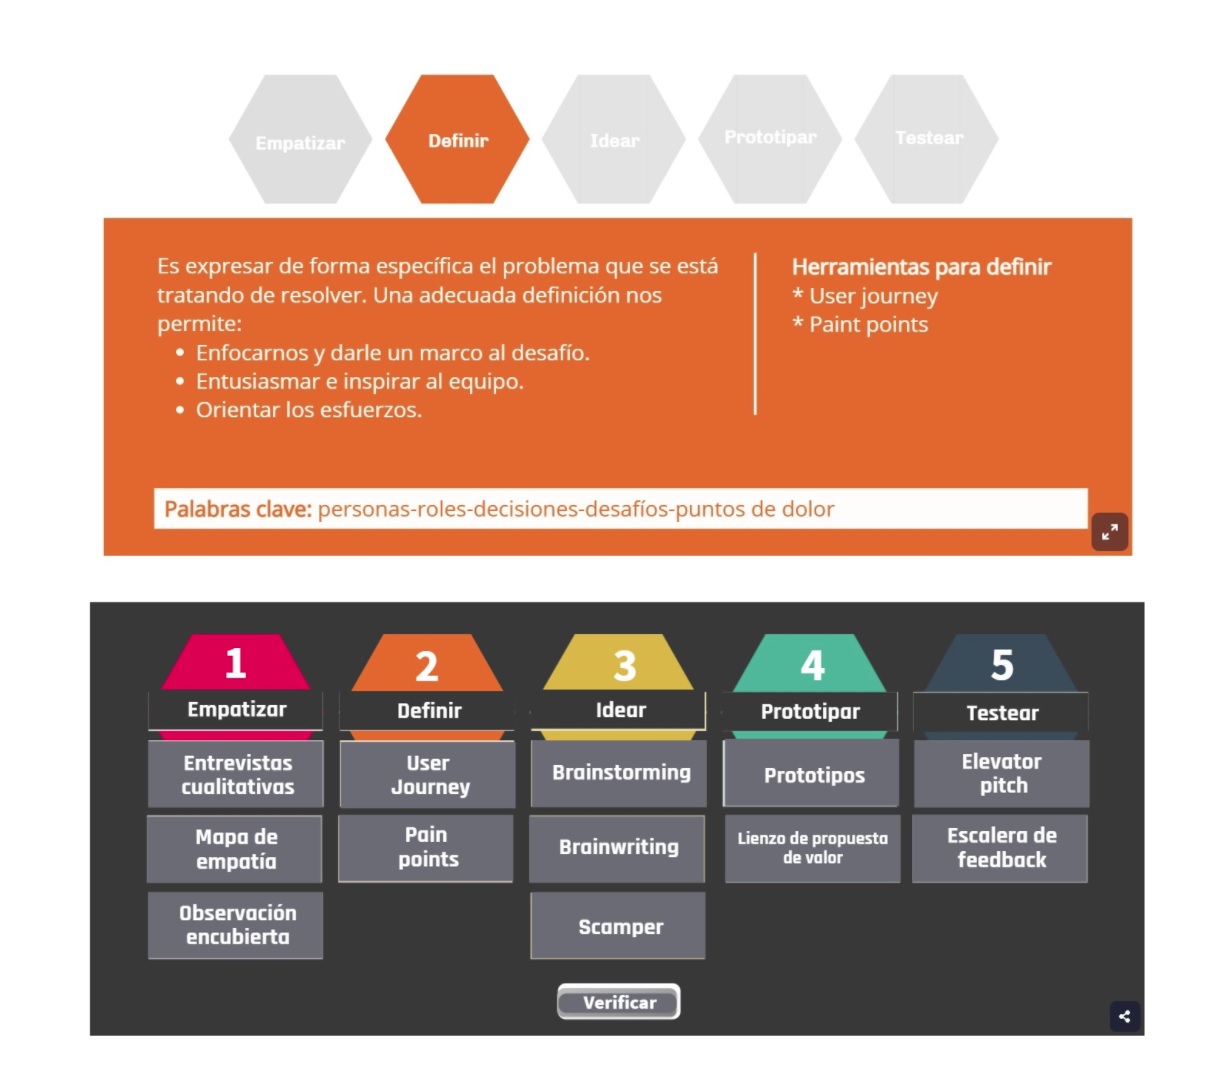 Empatizar
Definir
Idear
Prototipar
Testear
Es expresar de forma específica el problema que se está
tratando de resolver. Una adecuada definición nos
permite:
• Enfocarnos y darle un marco al desafío.
• Entusiasmar e inspirar al equipo.
• Orientar los esfuerzos.
Herramientas para definir
* User journey
* Paint points
Palabras clave: personas-roles-decisiones-desafíos-puntos de dolor
1
Empatizar
Entrevistas
cualitativas
Mapa de
empatía
Observación
encubierta
2
Definir
User
Journey
Pain
points
3
Idear
Brainstorming
Brainwriting
Scamper
4
Prototipar
Prototipos
Lienzo de propuesta
de valor
5
Testear
Elevator
pitch
Escalera de
feedback
Verificar